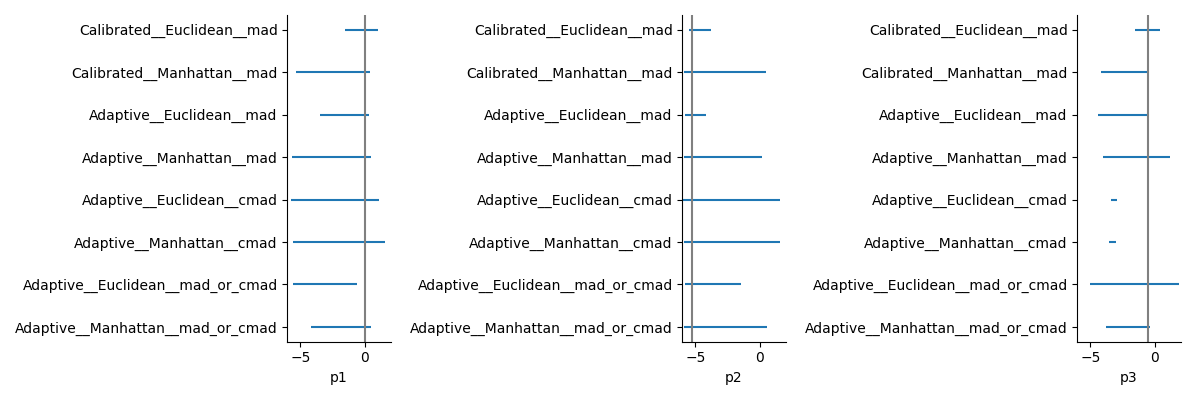 Calibrated__Euclidean__mad
Calibrated__Manhattan__mad
Adaptive__Euclidean__mad
Adaptive__Manhattan__mad
Adaptive__Euclidean__cmad
Adaptive__Manhattan__cmad
Adaptive__Euclidean__mad_or_cmad
Adaptive__Manhattan__mad_or_cmad
−5 0
p1
Calibrated__Euclidean__mad
Calibrated__Manhattan__mad
Adaptive__Euclidean__mad
Adaptive__Manhattan__mad
Adaptive__Euclidean__cmad
Adaptive__Manhattan__cmad
Adaptive__Euclidean__mad_or_cmad
Adaptive__Manhattan__mad_or_cmad
−5 0
p2
Calibrated__Euclidean__mad
Calibrated__Manhattan__mad
Adaptive__Euclidean__mad
Adaptive__Manhattan__mad
Adaptive__Euclidean__cmad
Adaptive__Manhattan__cmad
Adaptive__Euclidean__mad_or_cmad
Adaptive__Manhattan__mad_or_cmad
−5 0
p3